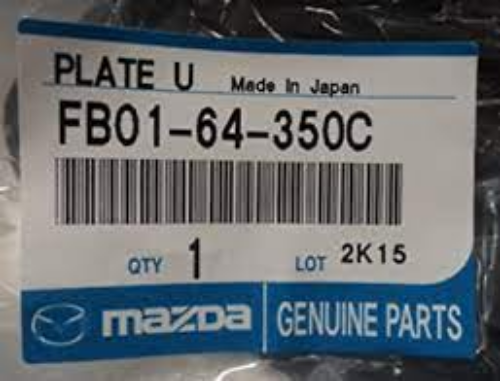 PLATE U Made In Japan
FB01-64-350C
QTY 1 LOT 2K15
mazda GENUINE PARTS